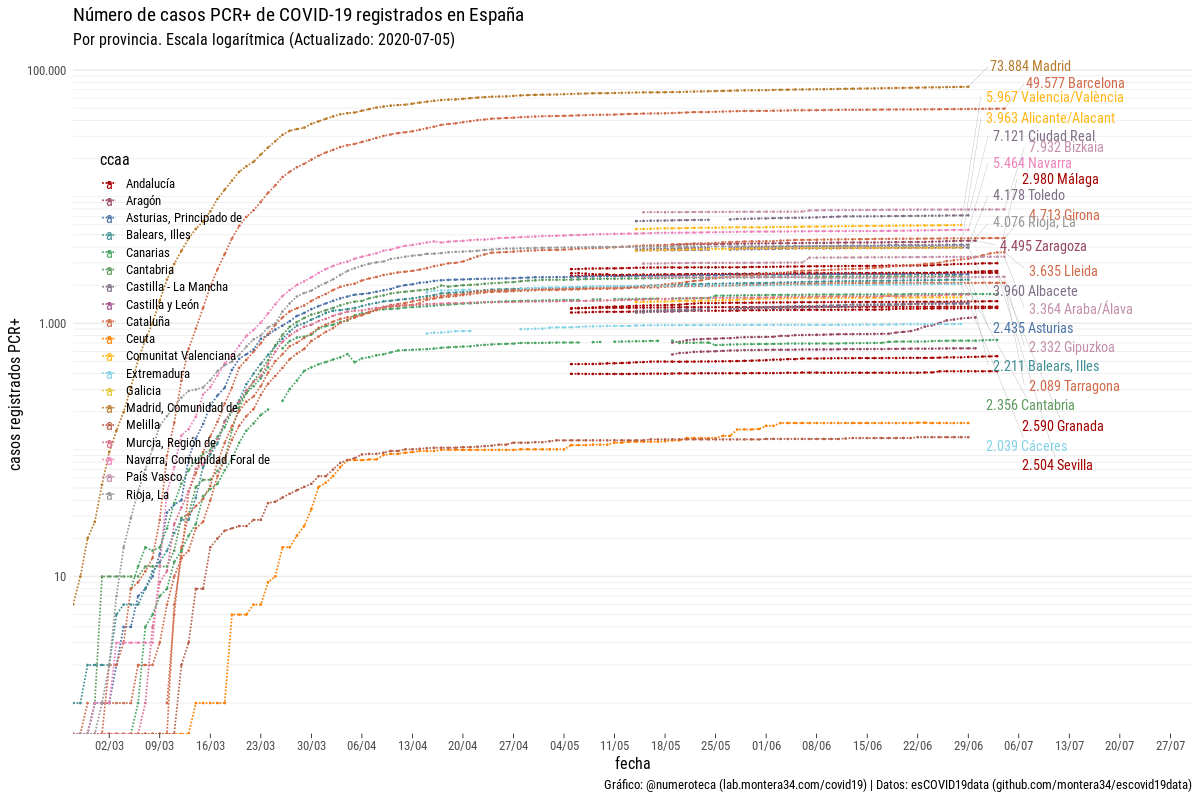 Número de casos PCR+ de COVID-19 registrados en España
Por provincia. Escala logarítmica (Actualizado: 2020-07-05)
casos registrados PCR+
100.000
1.000
10
ccaa
Andalucía
Aragón
Asturias, Principado de
Balears, Illes
Canarias
Cantabria
Castilla - La Mancha
Castilla y León
Cataluña
Ceuta
Comunitat Valenciana
Extremadura
Galicia
Madrid, Comunidad de
Melilla
Murcia, Región de
Navarra, Comunidad Foral de
País Vasco
Rioja, La
73.884 Madrid
49.577 Barcelona
5.967 Valencia/València
3.963 Alicante/Alacant
7.121 Ciudad Real
7.932 Bizkaia
5.464 Navarra
2.980 Málaga
4.178 Toledo
4.713 Girona
4.076 Rioja, La
4.495 Zaragoza
3.635 Lleida
3.960 Albacete
3.364 Araba/Álava
2.435 Asturias
2.332 Gipuzkoa
2.211 Balears, Illes
2.089 Tarragona
2.356 Cantabria
2.590 Granada
2.039 Cáceres
2.504 Sevilla
02/03 09/03 16/03 23/03 30/03 06/04 13/04 20/04 27/04 04/05 11/05 18/05 25/05 01/06 08/06 15/06 22/06 29/06 06/07 13/07 20/07 27/07
fecha
Gráfico: @numeroteca (lab.montera34.com/covid19) | Datos: esCOVID19data (github.com/montera34/escovid19data)